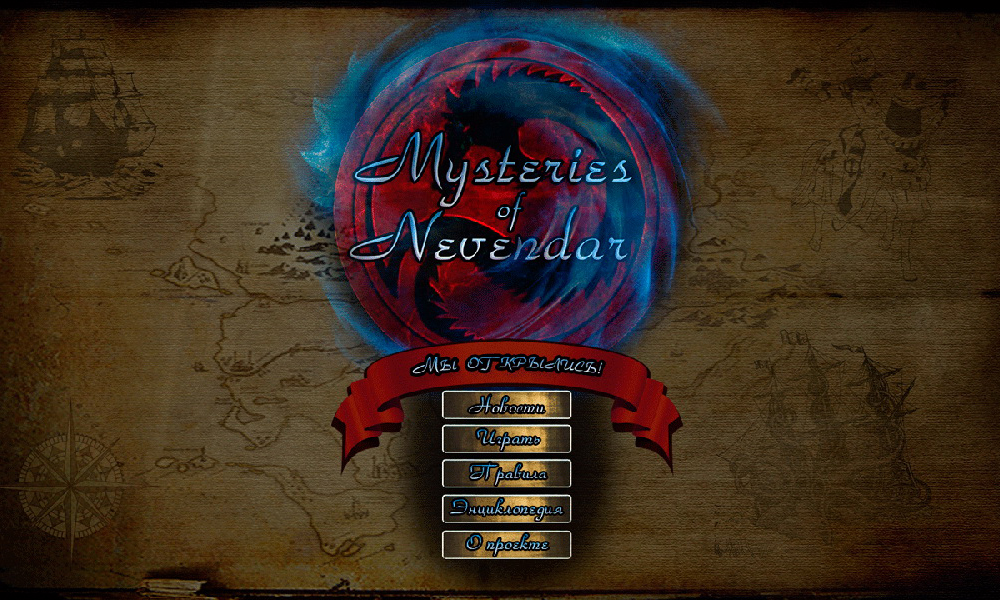 Mysteries
of
Nevendar
Мы открылись!
Новости
Играть
Правила
Энциклопедия
О проекте